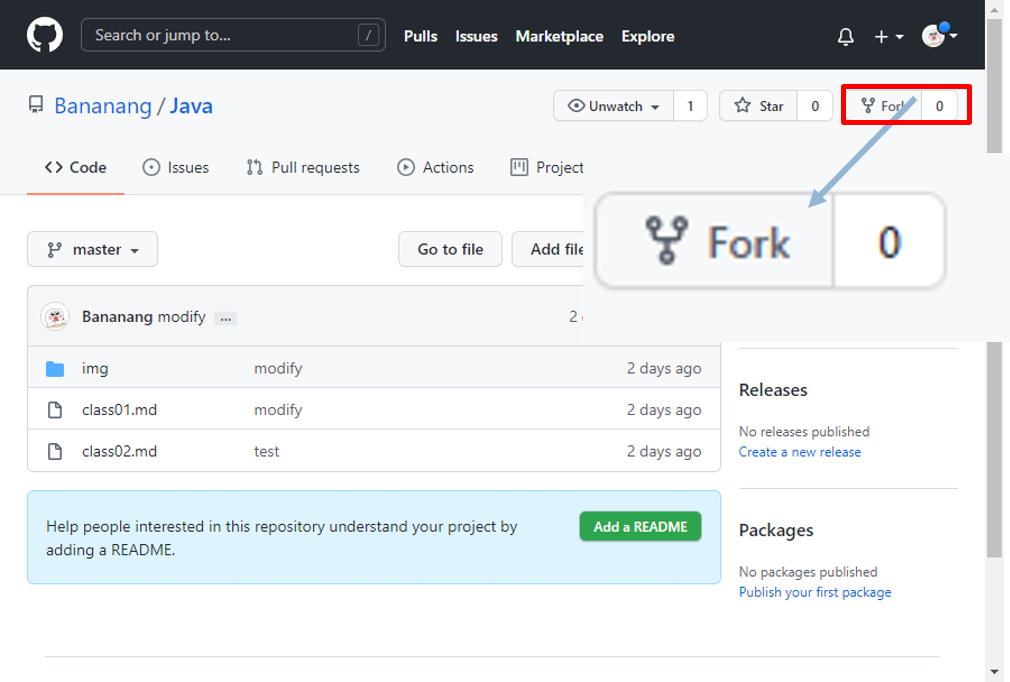 Search or jump to... / Pulls Issues Marketplace Explore
Bananang / Java Unwatch 1 Star 0 Fork 0
Code Issues Pull requests Actions Project
Fork 0
master Go to file Add file
Bananang modify ... 2
img modify 2 days ago
class01.md modify 2 days ago
class02.md test 2 days ago
Releases
No releases published
Create a new release
Help people interested in this repository understand your project by
adding a README.
Add a README
Packages
No packages published
Publish your first package